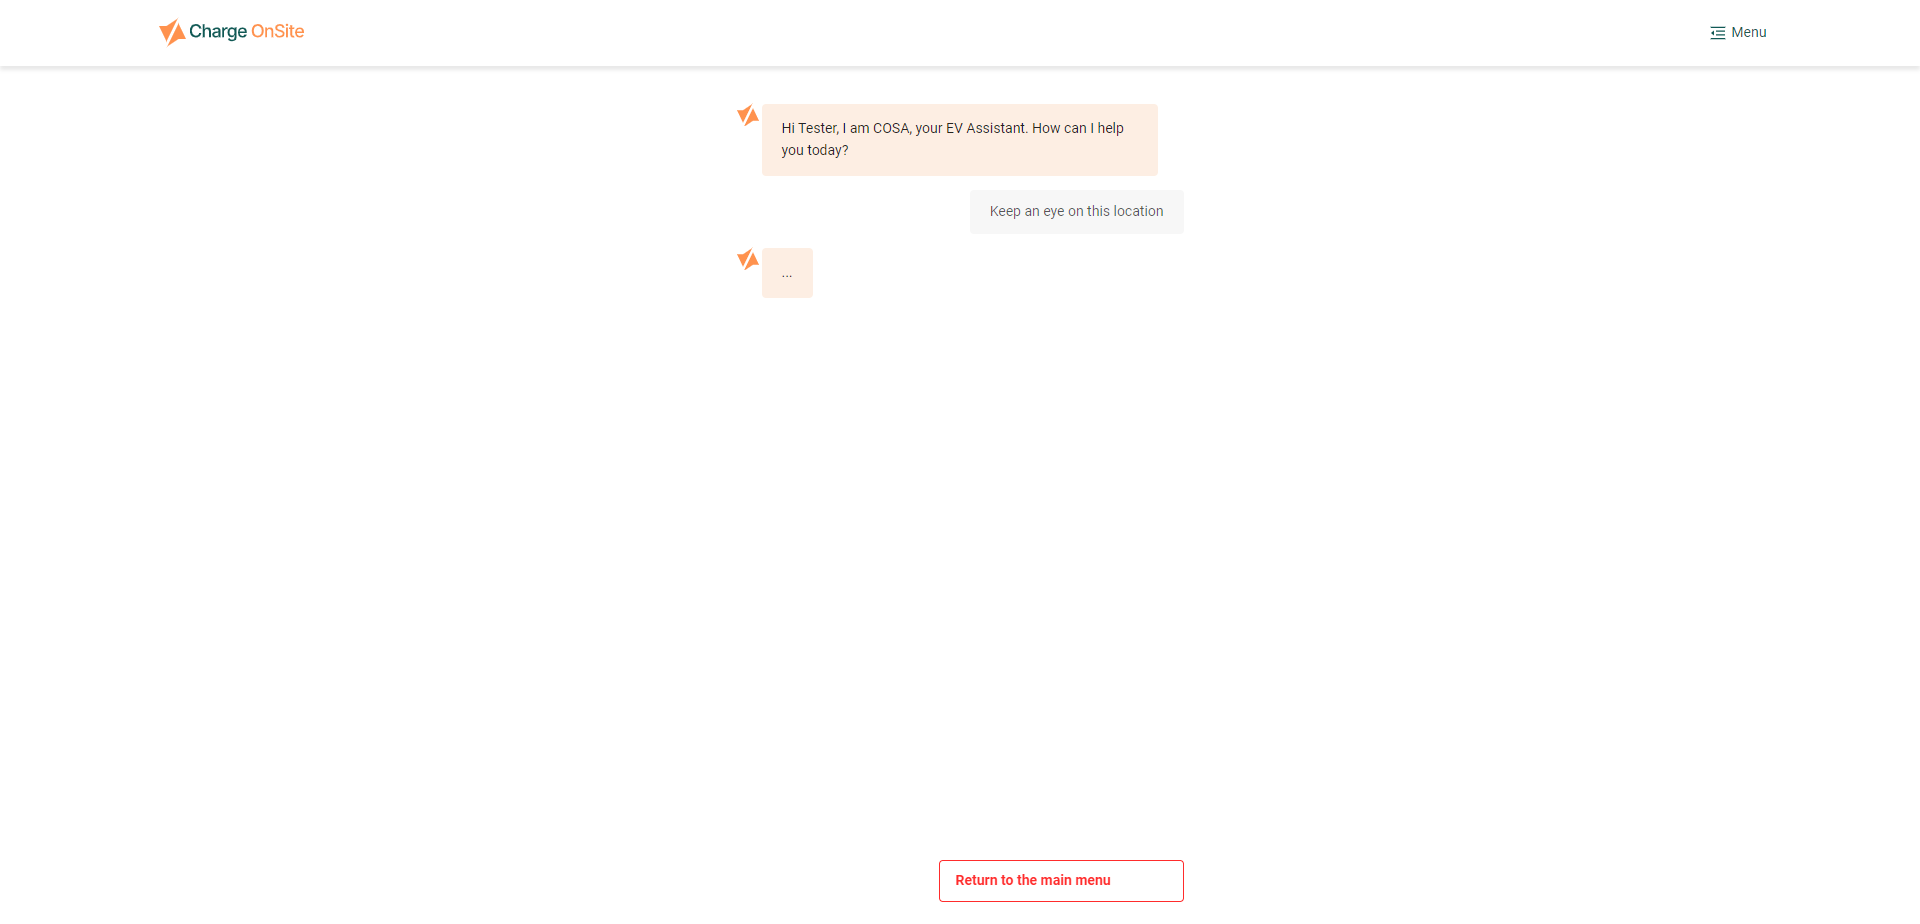 Charge OnSite
Menu
Hi Tester, I am COSA, your EV Assistant. How can I help
you today?
Keep an eye on this location
...
Return to the main menu